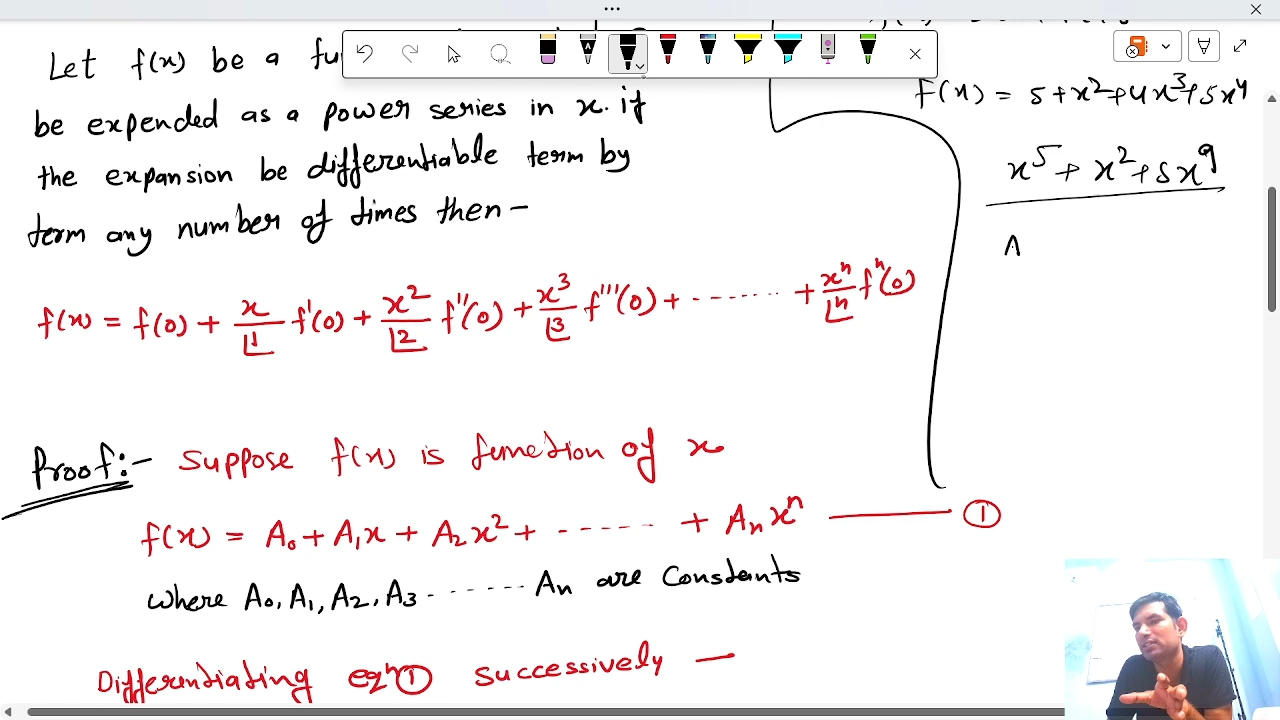 Let f(x) be a fu
be expended as a power series in x. if
the expansion be differentiable term by
term any number of times then -
f(x) = f(0) + x/⌊1 f'(0) + x²/⌊2 f''(0) + x³/⌊3 f'''(0) + ....... + xⁿ/⌊n fⁿ(0)
f(x) = 5+x²+4x³+5x⁴
x⁵ + x² + 5x⁹
A
Proof:- Suppose f(x) is function of x
f(x) = A₀ + A₁x + A₂x² + ....... + Aₙxⁿ —— ①
where A₀, A₁, A₂, A₃ ....... Aₙ are Constants
Differentiating eqⁿ① successively —